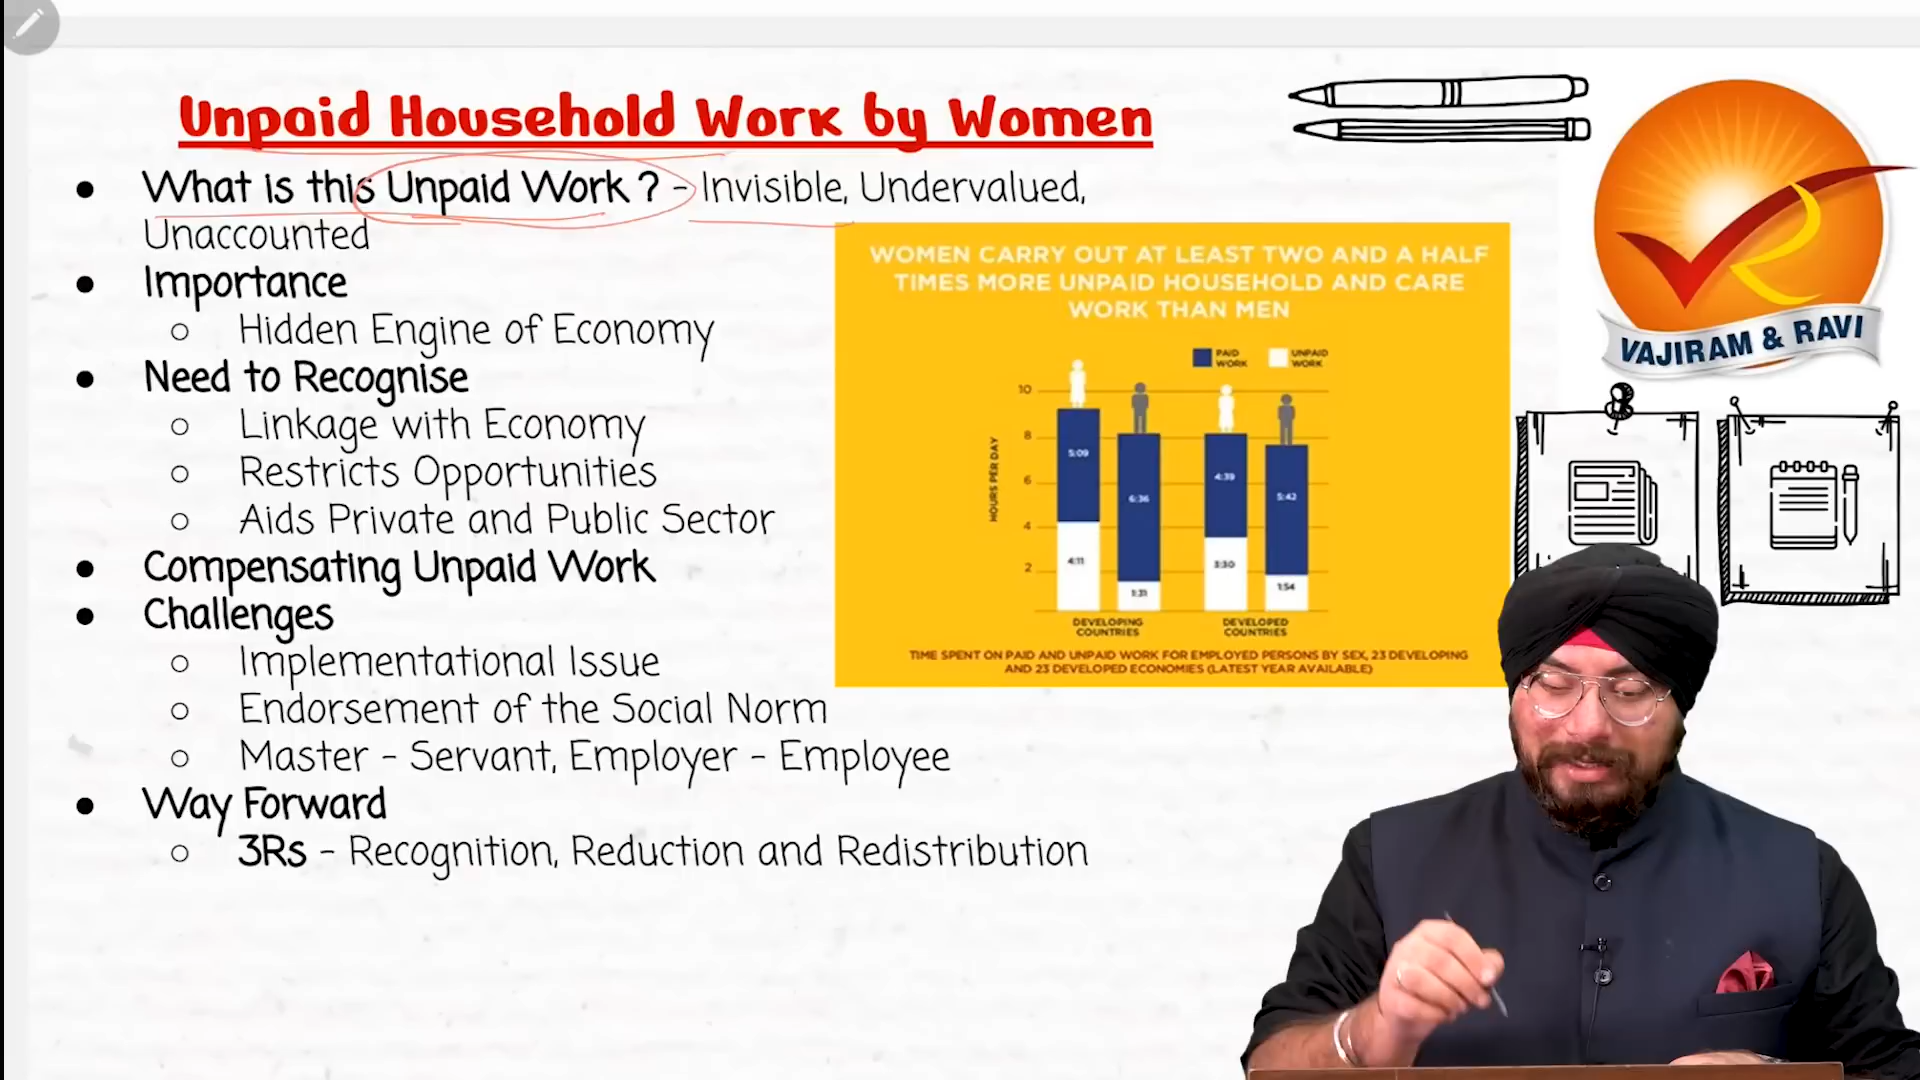 Unpaid Household Work by Women
● What is this Unpaid Work ? - Invisible, Undervalued,
Unaccounted
● Importance
○ Hidden Engine of Economy
● Need to Recognise
○ Linkage with Economy
○ Restricts Opportunities
○ Aids Private and Public Sector
● Compensating Unpaid Work
● Challenges
○ Implementational Issue
○ Endorsement of the Social Norm
○ Master - Servant, Employer - Employee
● Way Forward
○ 3Rs - Recognition, Reduction and Redistribution
WOMEN CARRY OUT AT LEAST TWO AND A HALF
TIMES MORE UNPAID HOUSEHOLD AND CARE
WORK THAN MEN
PAID
WORK
UNPAID
WORK
HOURS PER DAY
10
8
6
4
2
5:09
4:11
6:36
1:31
4:39
3:30
5:42
1:54
DEVELOPING
COUNTRIES
DEVELOPED
COUNTRIES
TIME SPENT ON PAID AND UNPAID WORK FOR EMPLOYED PERSONS BY SEX, 23 DEVELOPING
AND 23 DEVELOPED ECONOMIES (LATEST YEAR AVAILABLE)
VAJIRAM & RAVI